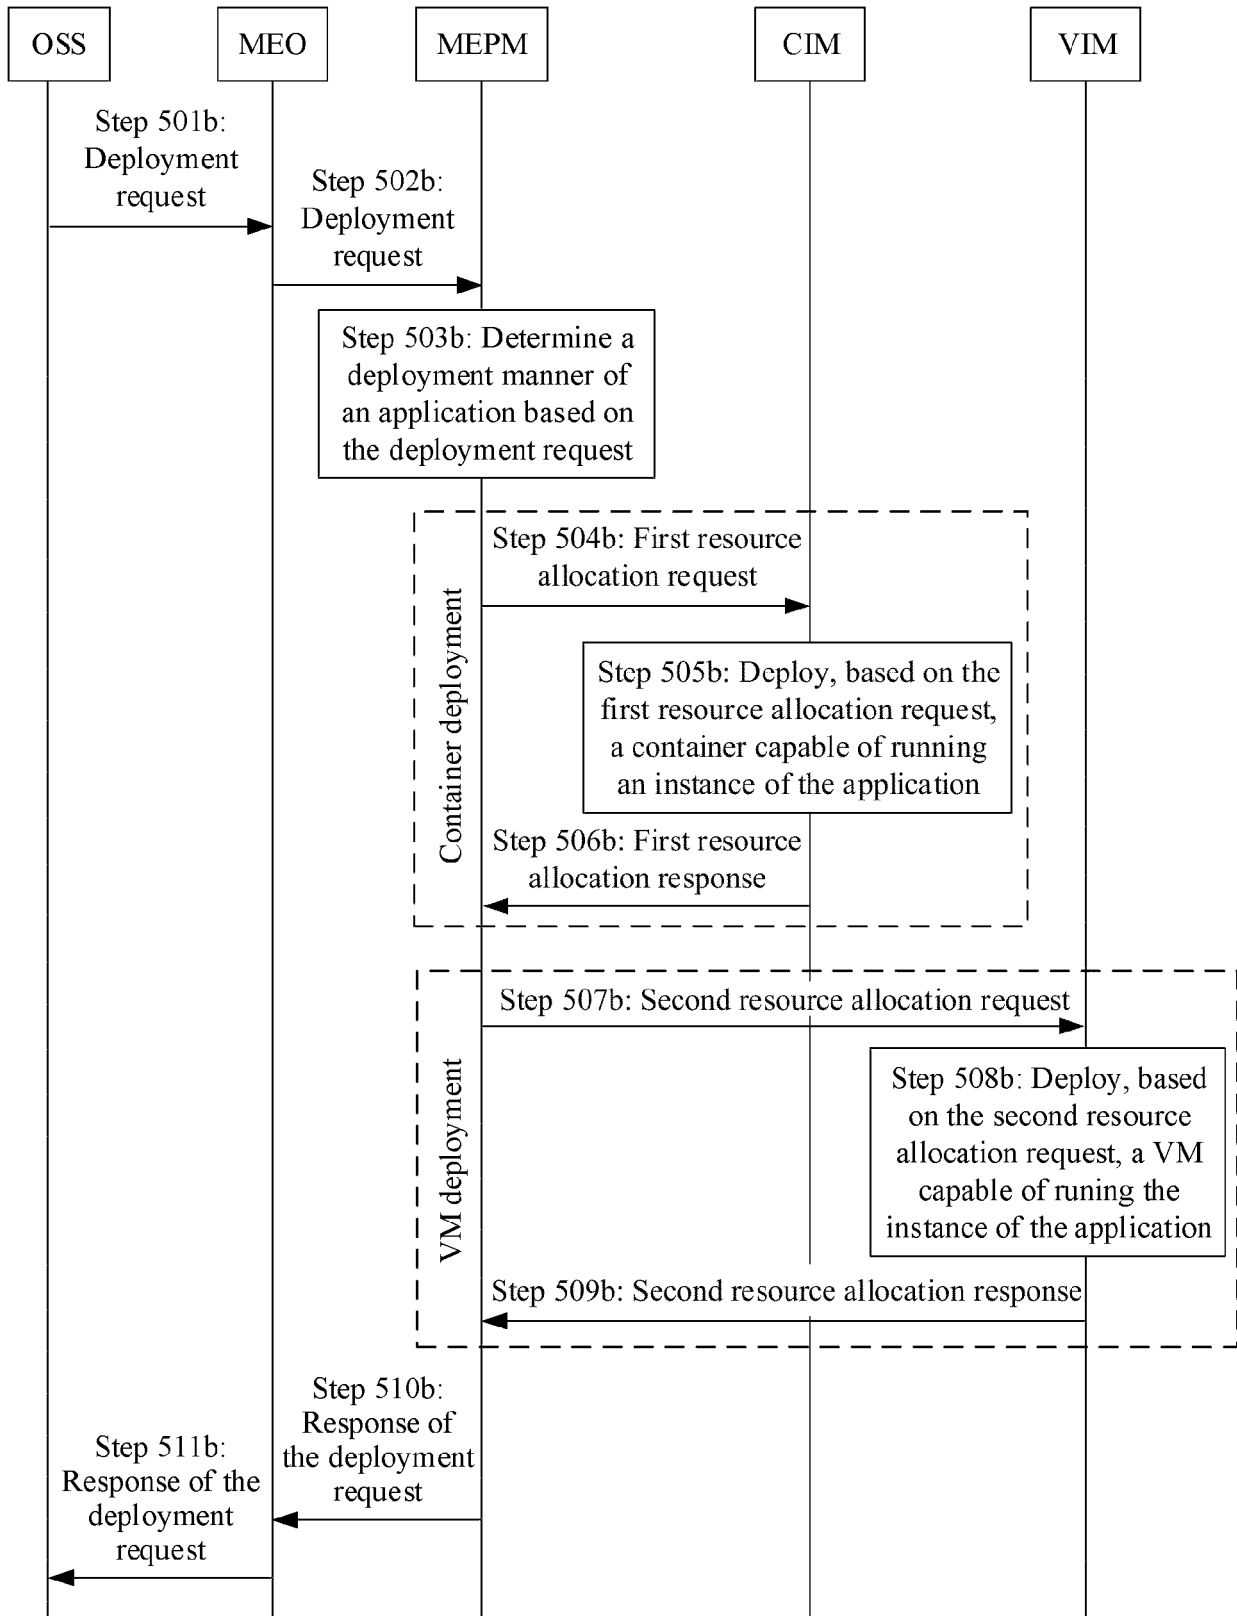 OSS
MEO
MEPM
CIM
VIM
Step 501b:
Deployment
request
Step 502b:
Deployment
request
Step 503b: Determine a
deployment manner of
an application based on
the deployment request
Container deployment
Step 504b: First resource
allocation request
Step 505b: Deploy, based on the
first resource allocation request,
a container capable of running
an instance of the application
Step 506b: First resource
allocation response
VM deployment
Step 507b: Second resource allocation request
Step 508b: Deploy, based
on the second resource
allocation request, a VM
capable of runing the
instance of the application
Step 509b: Second resource allocation response
Step 510b:
Response of
the deployment
request
Step 511b:
Response of the
deployment
request